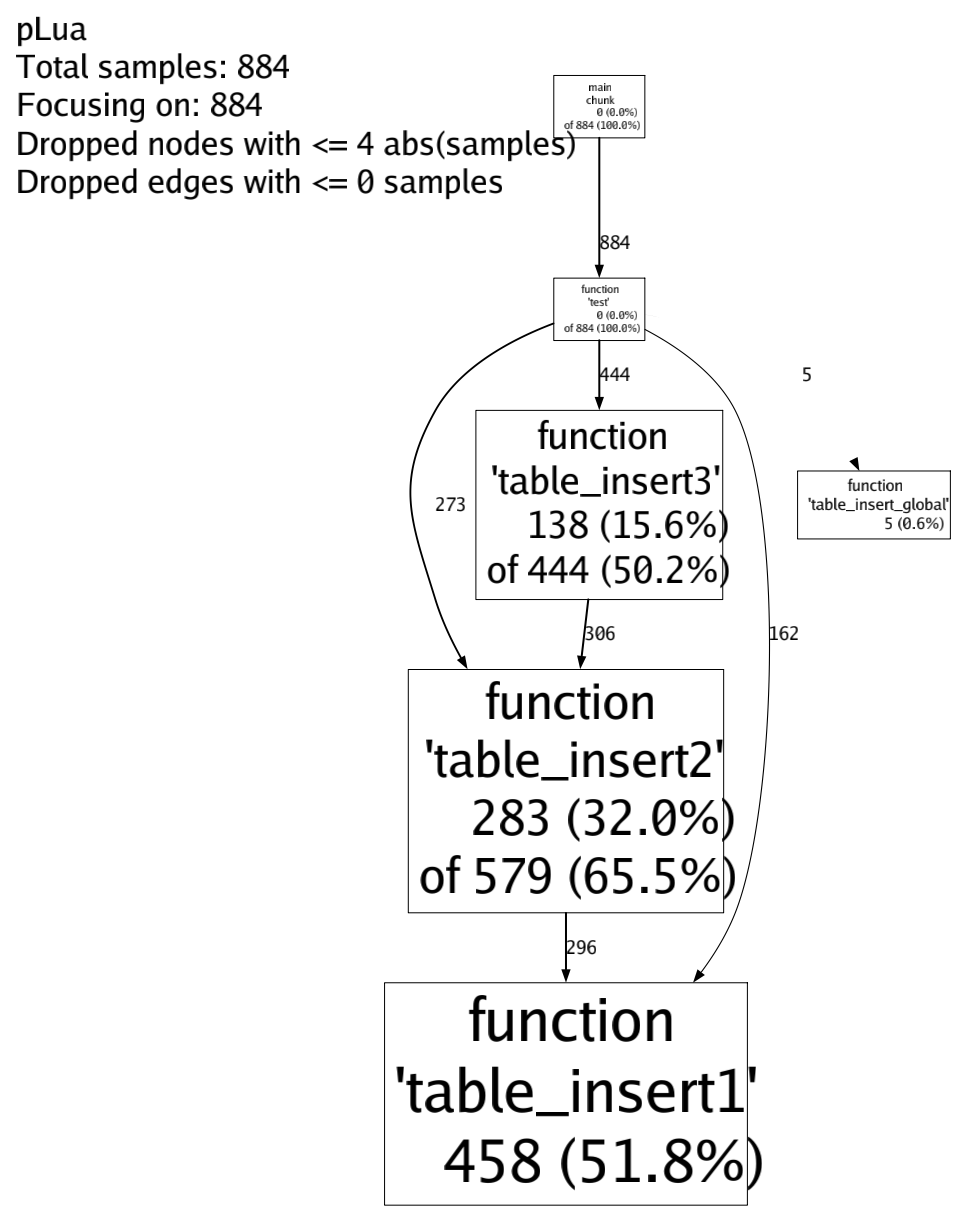 pLua
Total samples: 884
Focusing on: 884
Dropped nodes with <= 4 abs(samples)
Dropped edges with <= 0 samples
main
chunk
0 (0.0%)
of 884 (100.0%)
884
function
'test'
0 (0.0%)
of 884 (100.0%)
444
5
function
'table_insert3'
138 (15.6%)
of 444 (50.2%)
273
function
'table_insert_global'
5 (0.6%)
306
162
function
'table_insert2'
283 (32.0%)
of 579 (65.5%)
296
function
'table_insert1'
458 (51.8%)